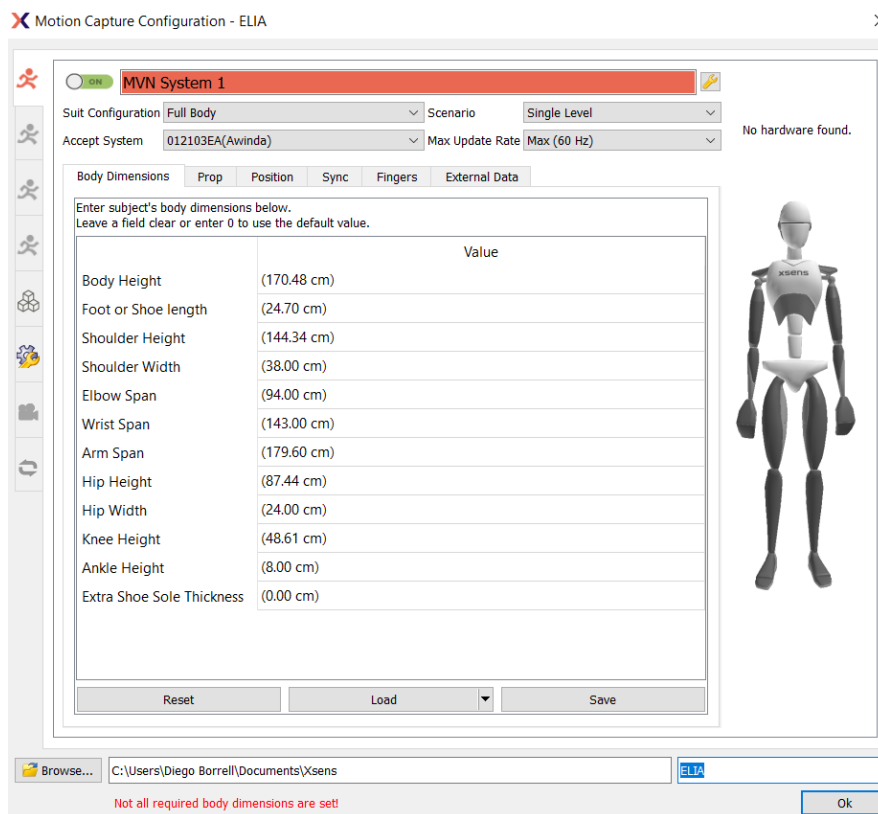 Motion Capture Configuration - ELIA
ON MVN System 1
Suit Configuration Full Body Scenario Single Level
Accept System 012103EA(Awinda) Max Update Rate Max (60 Hz)
No hardware found.
Body Dimensions Prop Position Sync Fingers External Data
Enter subject's body dimensions below.
Leave a field clear or enter 0 to use the default value.
Value
Body Height (170.48 cm)
Foot or Shoe length (24.70 cm)
Shoulder Height (144.34 cm)
Shoulder Width (38.00 cm)
Elbow Span (94.00 cm)
Wrist Span (143.00 cm)
Arm Span (179.60 cm)
Hip Height (87.44 cm)
Hip Width (24.00 cm)
Knee Height (48.61 cm)
Ankle Height (8.00 cm)
Extra Shoe Sole Thickness (0.00 cm)
xsens
Reset Load Save
Browse... C:\Users\Diego Borrell\Documents\Xsens ELIA
Not all required body dimensions are set!
Ok